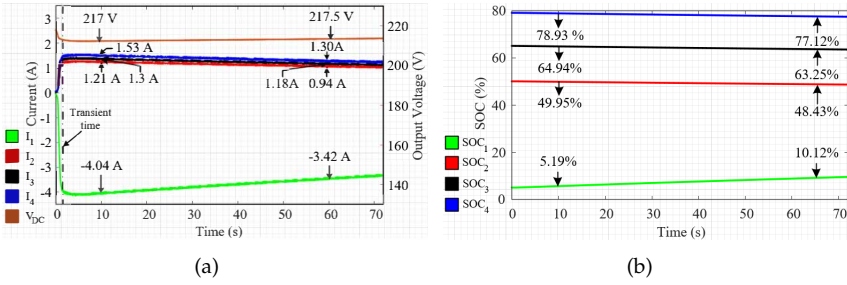 3
2
1
0
-1
-2
-3
-4
Current (A)
217 V
217.5 V
1.53 A
1.30A
1.21 A
1.3 A
1.18A
0.94 A
Transient
time
-4.04 A
-3.42 A
I1
I2
I3
I4
VDC
0
10
20
30
40
50
60
70
Time (s)
220
200
180
160
140
Output Voltage (V)
(a)
80
60
40
20
0
SOC (%)
78.93 %
77.12%
64.94%
63.25%
49.95%
48.43%
5.19%
10.12%
SOC1
SOC2
SOC3
SOC4
0
10
20
30
40
50
60
70
Time (s)
(b)